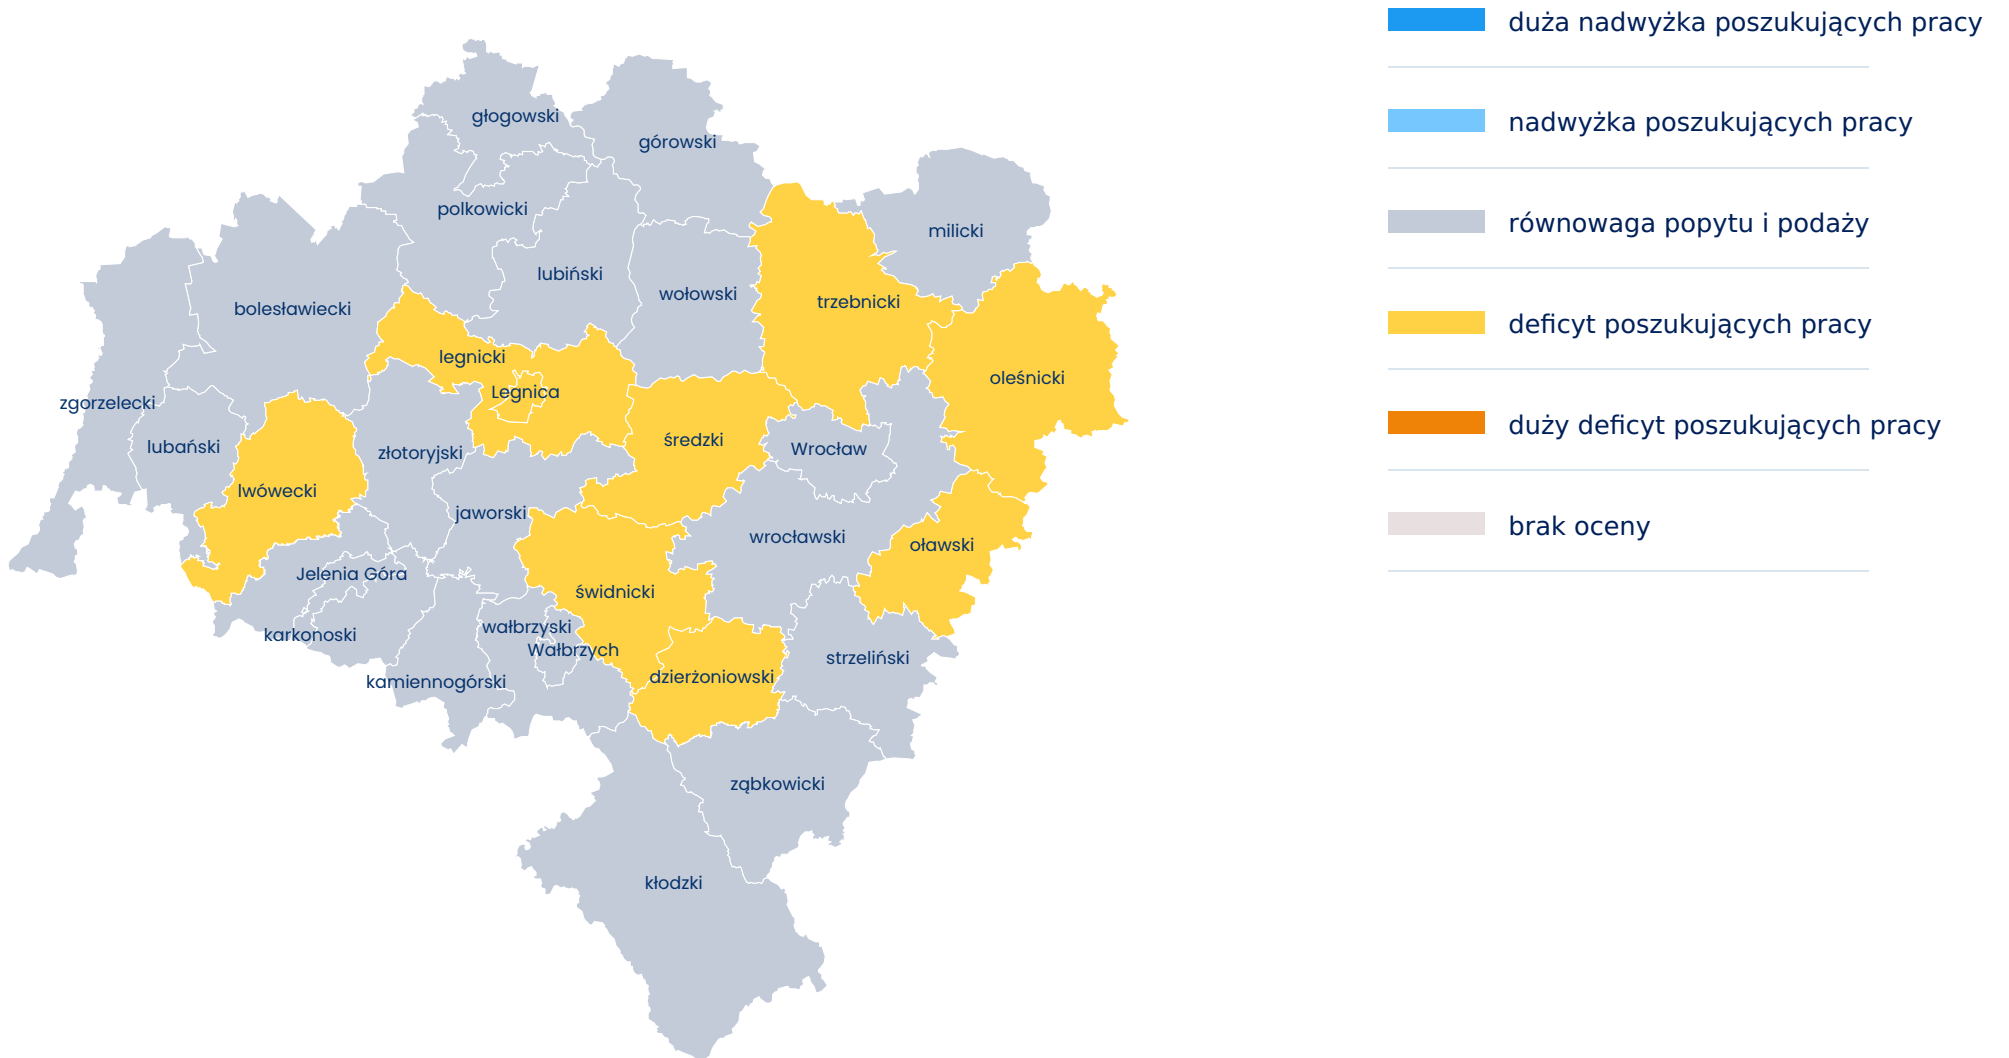 głogowski
górowski
polkowicki
milicki
lubiński
wołowski
trzebnicki
bolesławiecki
legnicki
oleśnicki
Legnica
zgorzelecki
średzki
lubański
złotoryjski
Wrocław
lwówecki
jaworski
wrocławski
oławski
Jelenia Góra
świdnicki
karkonoski
wałbrzyski
Wałbrzych
strzeliński
dzierżoniowski
kamiennogórski
ząbkowicki
kłodzki
duża nadwyżka poszukujących pracy
nadwyżka poszukujących pracy
równowaga popytu i podaży
deficyt poszukujących pracy
duży deficyt poszukujących pracy
brak oceny